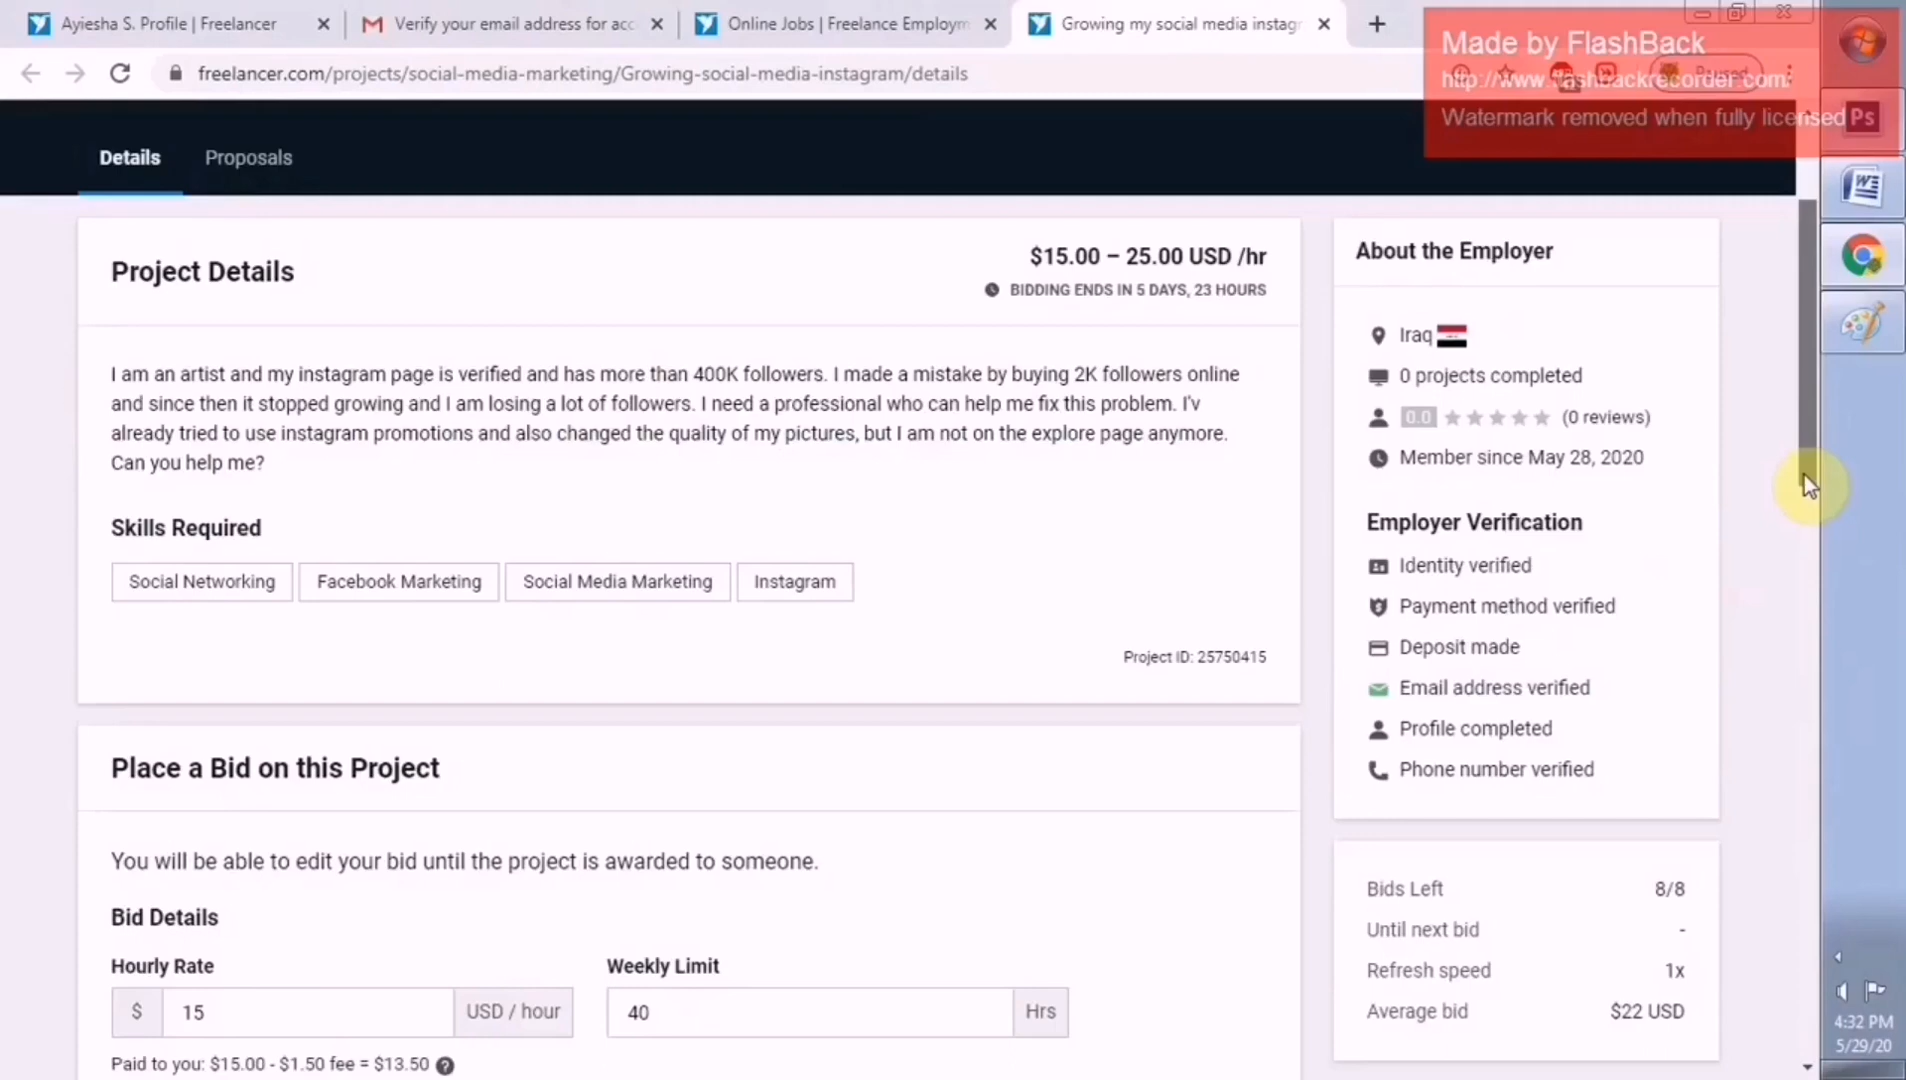 Ayiesha S. Profile | Freelancer
Verify your email address for acc
Online Jobs | Freelance Employm
Growing my social media instag
Made by FlashBack
http://www.flashbackrecorder.com/
Watermark removed when fully licensed
freelancer.com/projects/social-media-marketing/Growing-social-media-instagram/details
Paused
Ps
Details
Proposals
Project Details
$15.00 – 25.00 USD /hr
BIDDING ENDS IN 5 DAYS, 23 HOURS
I am an artist and my instagram page is verified and has more than 400K followers. I made a mistake by buying 2K followers online
and since then it stopped growing and I am losing a lot of followers. I need a professional who can help me fix this problem. I'v
already tried to use instagram promotions and also changed the quality of my pictures, but I am not on the explore page anymore.
Can you help me?
Skills Required
Social Networking
Facebook Marketing
Social Media Marketing
Instagram
Project ID: 25750415
About the Employer
Iraq
0 projects completed
0.0 (0 reviews)
Member since May 28, 2020
Employer Verification
Identity verified
Payment method verified
Deposit made
Email address verified
Profile completed
Phone number verified
Place a Bid on this Project
You will be able to edit your bid until the project is awarded to someone.
Bid Details
Hourly Rate
Weekly Limit
$ 15 USD / hour
40 Hrs
Paid to you: $15.00 - $1.50 fee = $13.50
Bids Left 8/8
Until next bid -
Refresh speed 1x
Average bid $22 USD
4:32 PM
5/29/20